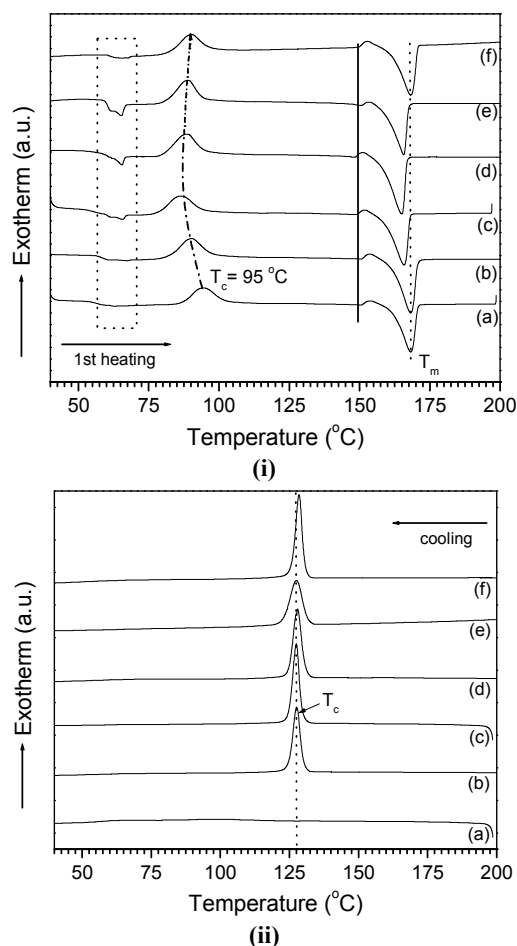 Exotherm (a.u.)
(f)
(e)
(d)
(c)
(b)
(a)
T_c= 95 °C
1st heating
T_m
50 75 100 125 150 175 200
Temperature (°C)
(i)
Exotherm (a.u.)
cooling
(f)
(e)
(d)
T_c
(c)
(b)
(a)
50 75 100 125 150 175 200
Temperature (°C)
(ii)